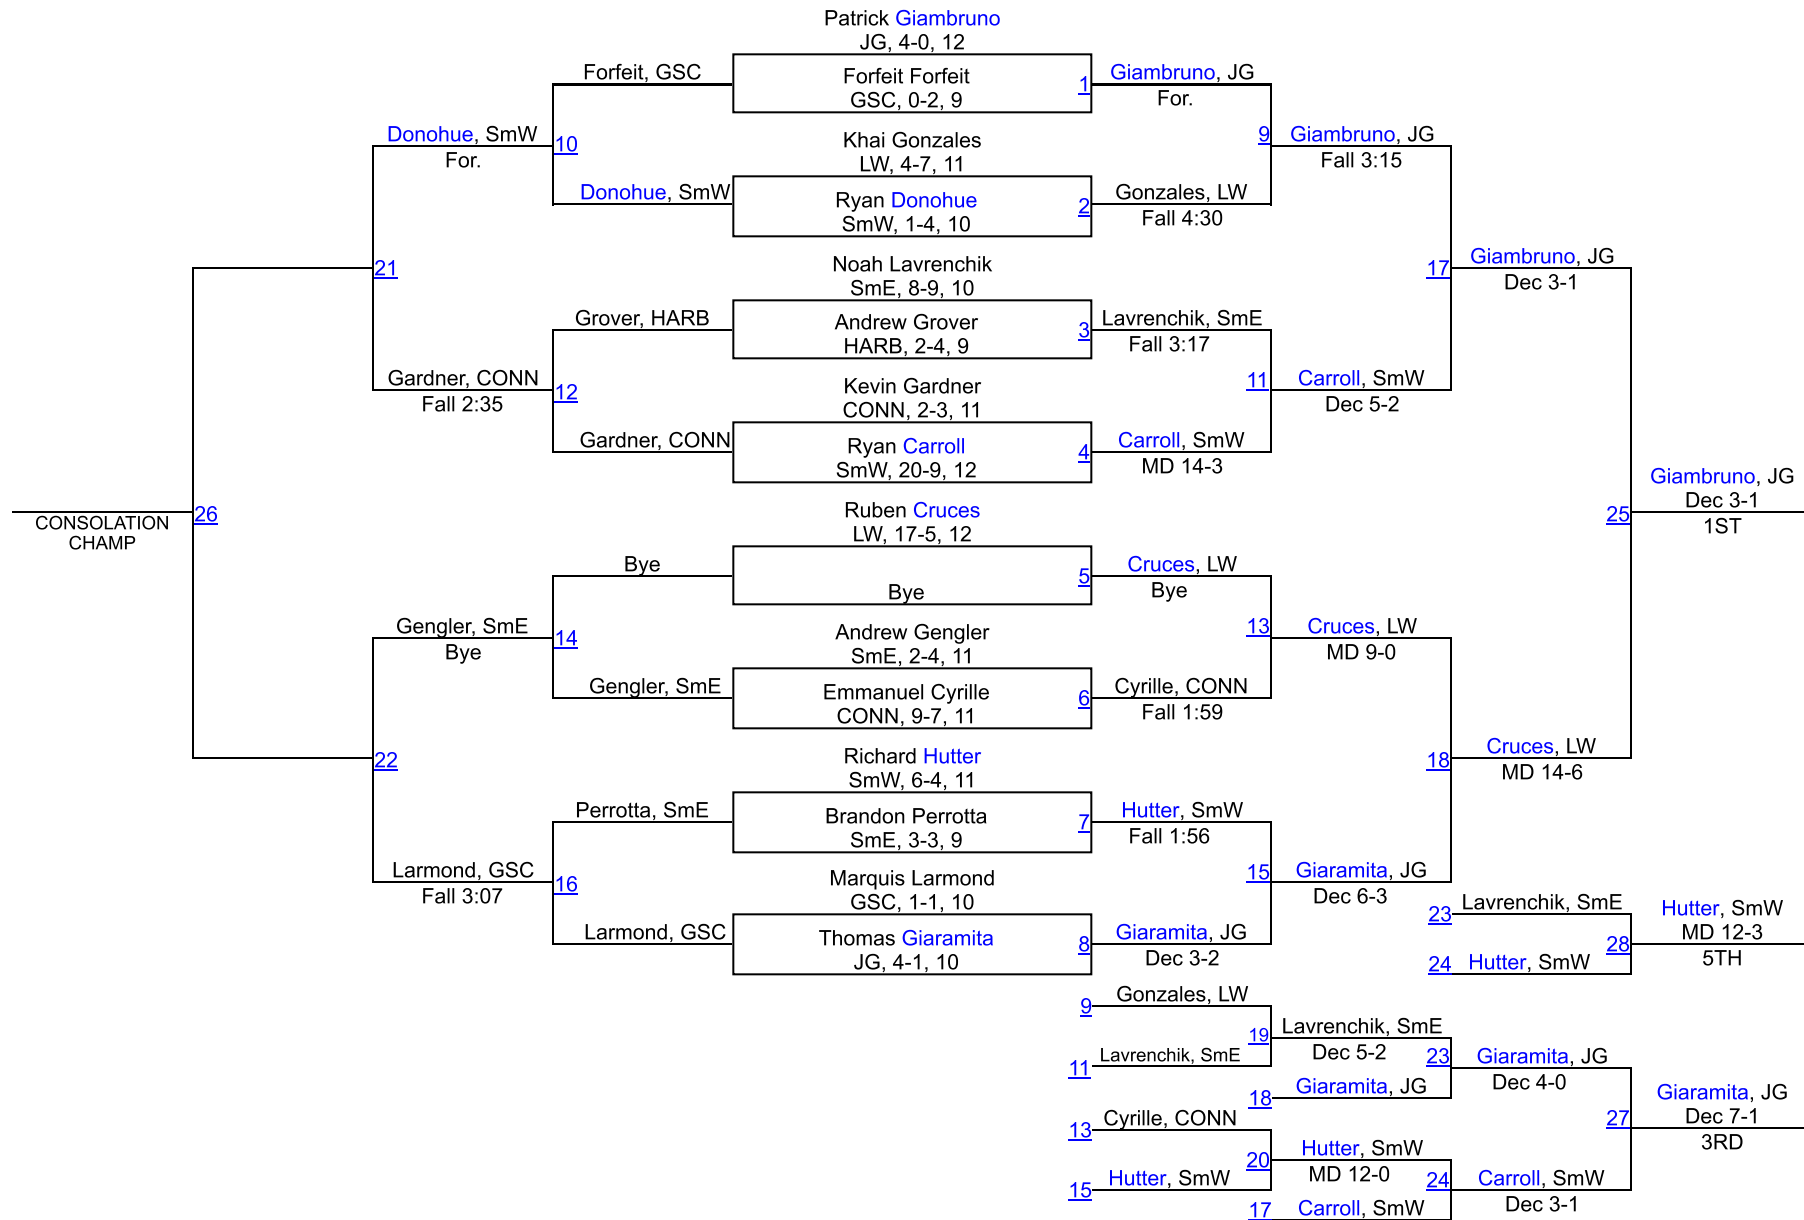 Patrick Giambruno
JG, 4-0, 12
Forfeit, GSC
Forfeit Forfeit
GSC, 0-2, 9
1
Giambruno, JG
For.
Donohue, SmW
For.
10
Khai Gonzales
LW, 4-7, 11
9
Giambruno, JG
Fall 3:15
Donohue, SmW
Ryan Donohue
SmW, 1-4, 10
2
Gonzales, LW
Fall 4:30
21
Noah Lavrenchik
SmE, 8-9, 10
17
Giambruno, JG
Dec 3-1
Grover, HARB
Andrew Grover
HARB, 2-4, 9
3
Lavrenchik, SmE
Fall 3:17
Gardner, CONN
Fall 2:35
12
Kevin Gardner
CONN, 2-3, 11
11
Carroll, SmW
Dec 5-2
Gardner, CONN
Ryan Carroll
SmW, 20-9, 12
4
Carroll, SmW
MD 14-3
CONSOLATION
CHAMP
26
Ruben Cruces
LW, 17-5, 12
25
Giambruno, JG
Dec 3-1
1ST
Bye
Bye
5
Cruces, LW
Bye
Gengler, SmE
Bye
14
Andrew Gengler
SmE, 2-4, 11
13
Cruces, LW
MD 9-0
Gengler, SmE
Emmanuel Cyrille
CONN, 9-7, 11
6
Cyrille, CONN
Fall 1:59
22
Richard Hutter
SmW, 6-4, 11
18
Cruces, LW
MD 14-6
Perrotta, SmE
Brandon Perrotta
SmE, 3-3, 9
7
Hutter, SmW
Fall 1:56
Larmond, GSC
Fall 3:07
16
Marquis Larmond
GSC, 1-1, 10
15
Giaramita, JG
Dec 6-3
Larmond, GSC
Thomas Giaramita
JG, 4-1, 10
8
Giaramita, JG
Dec 3-2
23
Lavrenchik, SmE
24
Hutter, SmW
28
Hutter, SmW
MD 12-3
5TH
9
Gonzales, LW
11
Lavrenchik, SmE
19
Lavrenchik, SmE
Dec 5-2
18
Giaramita, JG
23
Giaramita, JG
Dec 4-0
13
Cyrille, CONN
15
Hutter, SmW
20
Hutter, SmW
MD 12-0
17
Carroll, SmW
24
Carroll, SmW
Dec 3-1
27
Giaramita, JG
Dec 7-1
3RD